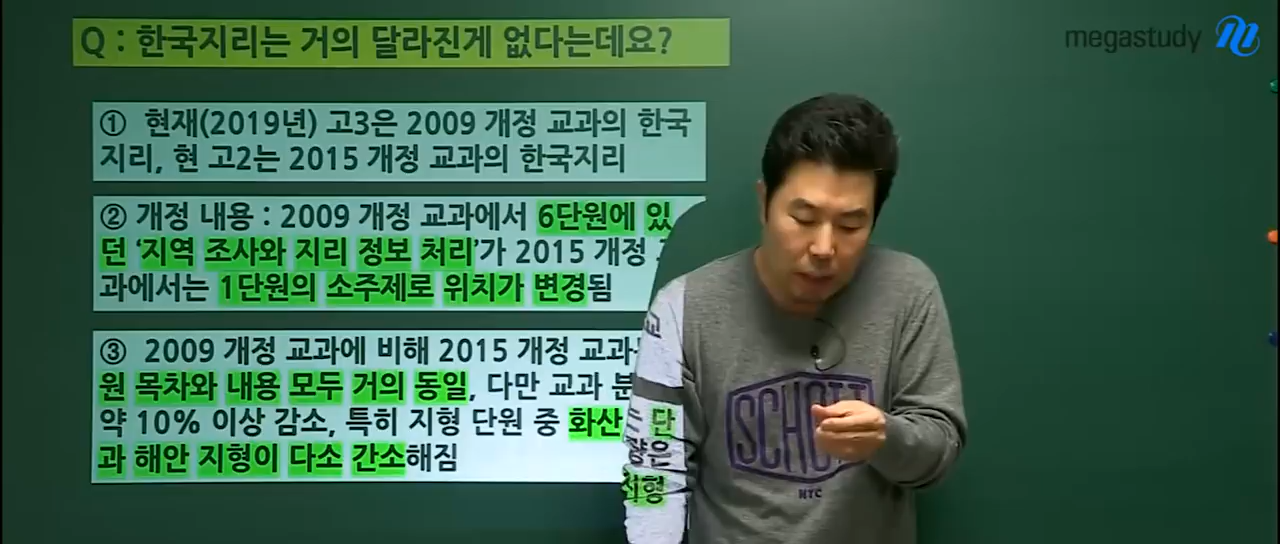 Q : 한국지리는 거의 달라진게 없다는데요?
megastudy
① 현재(2019년) 고3은 2009 개정 교과의 한국
지리, 현 고2는 2015 개정 교과의 한국지리
② 개정 내용 : 2009 개정 교과에서 6단원에 있
던 '지역 조사와 지리 정보 처리'가 2015 개정
과에서는 1단원의 소주제로 위치가 변경됨
③ 2009 개정 교과에 비해 2015 개정 교과는 단
원 목차와 내용 모두 거의 동일, 다만 교과 분량은
약 10% 이상 감소, 특히 지형 단원 중 화산 지형
과 해안 지형이 다소 간소해짐
SCHOTT
NYC